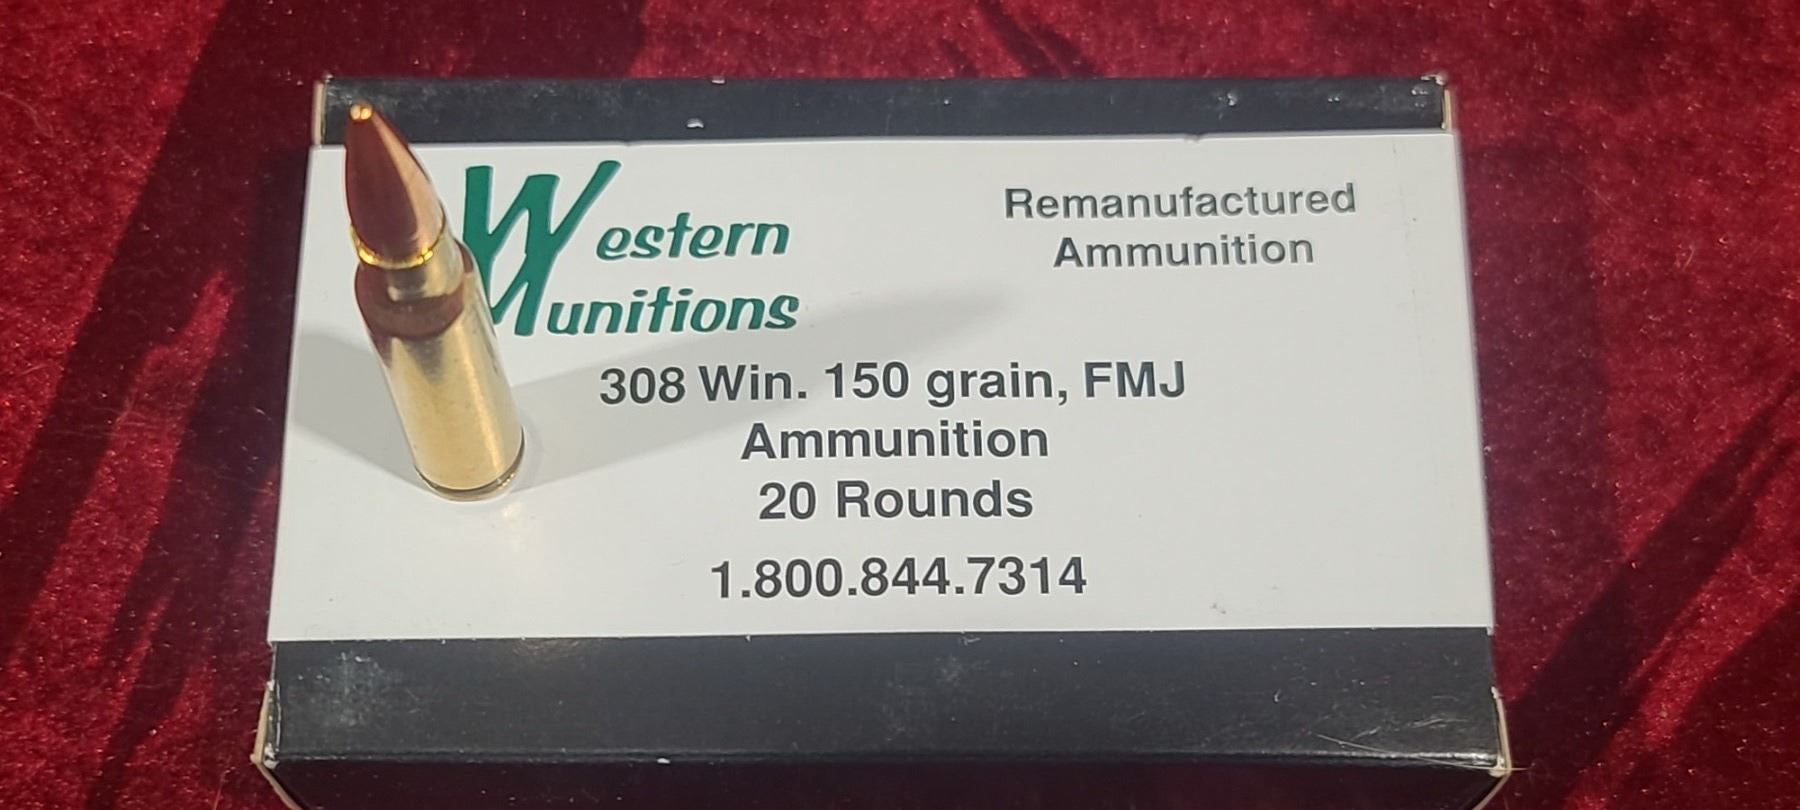 Western
Munitions
Remanufactured
Ammunition
308 Win. 150 grain, FMJ
Ammunition
20 Rounds
1.800.844.7314